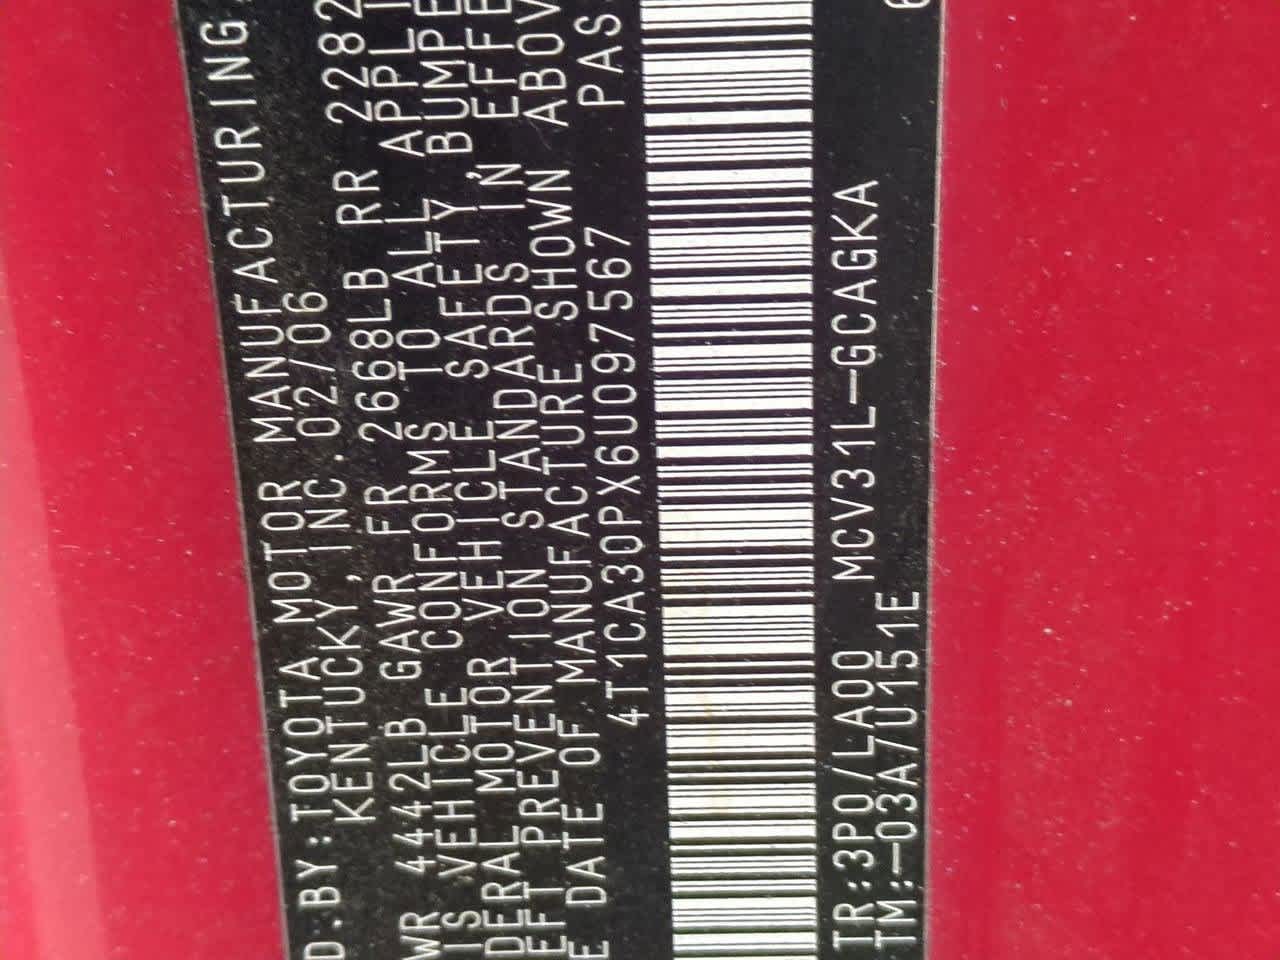 D.BY:TOYOTA MOTOR MANUFACTURING
KENTUCKY, INC. 02/06
WR 4442LB GAWR FR 2668LB RR 2282
IS VEHICLE CONFORMS TO ALL APPLI
DERAL MOTOR VEHICLE SAFETY, BUMPE
EFT PREVENTION STANDARDS IN EFFE
E DATE OF MANUFACTURE SHOWN ABOV
4T1CA30PX6U097567 PAS
TR:3P0/LA00 MCV31L-GCAGKA
TM:-03A/U151E